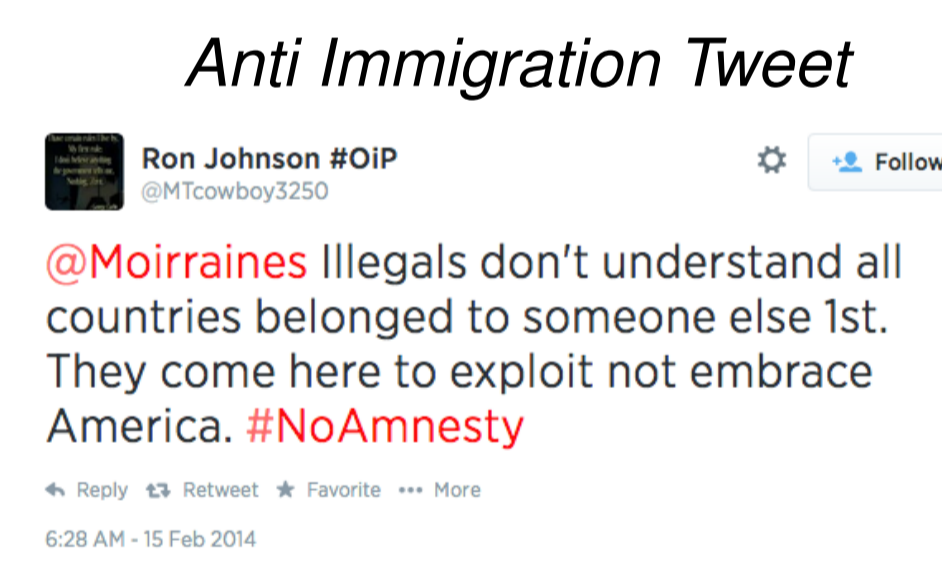 Anti Immigration Tweet
Ron Johnson #OiP
@MTcowboy3250
Follow
@Moirraines Illegals don't understand all
countries belonged to someone else 1st.
They come here to exploit not embrace
America. #NoAmnesty
Reply Retweet Favorite More
6:28 AM - 15 Feb 2014